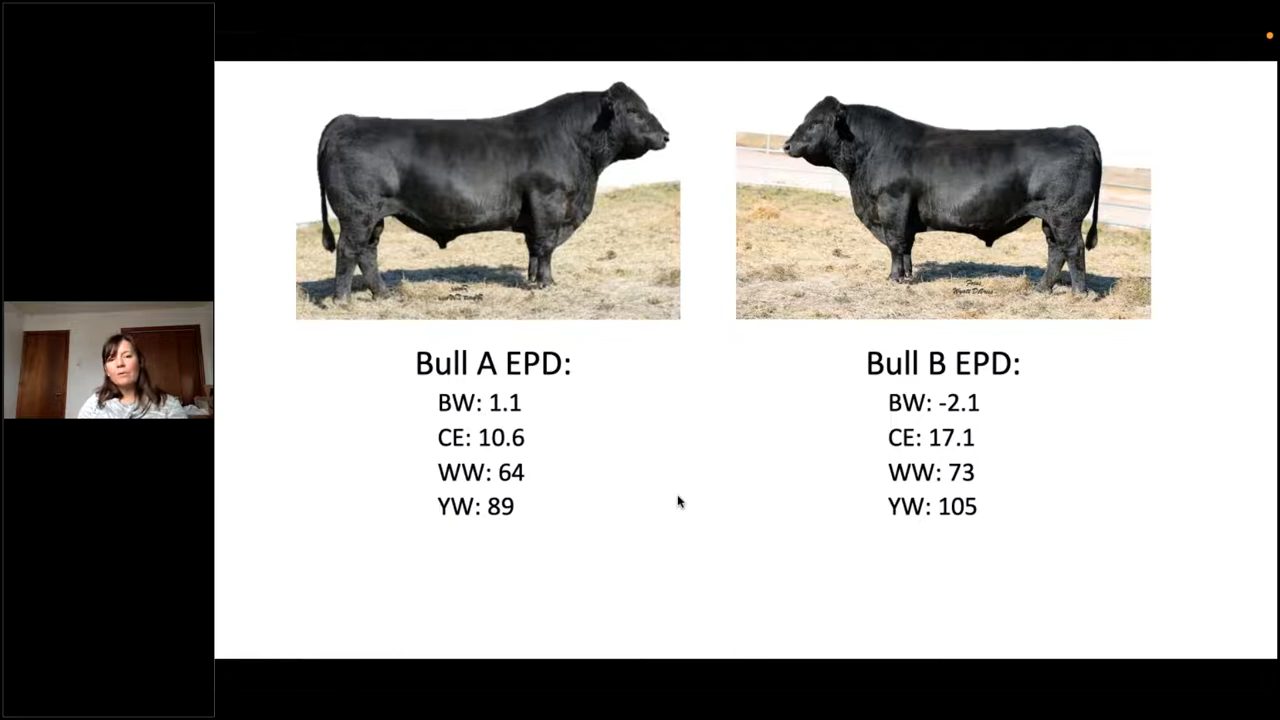 Bull A EPD:
BW: 1.1
CE: 10.6
WW: 64
YW: 89
Bull B EPD:
BW: -2.1
CE: 17.1
WW: 73
YW: 105